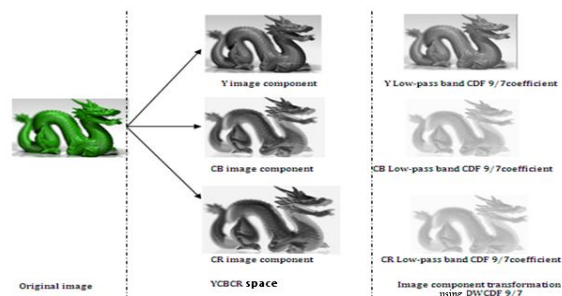 Y image component
Y Low-pass band CDF 9/7coefficient
CB image component
CB Low-pass band CDF 9/7coefficient
CR image component
CR Low-pass band CDF 9/7coefficient
Original image
YCBCR space
Image component transformation
using DWCDF 9/7